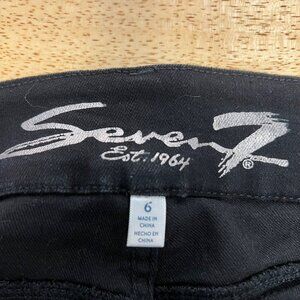 Seven7
®
Est. 1964
6
MADE IN
CHINA
HECHO EN
CHINA